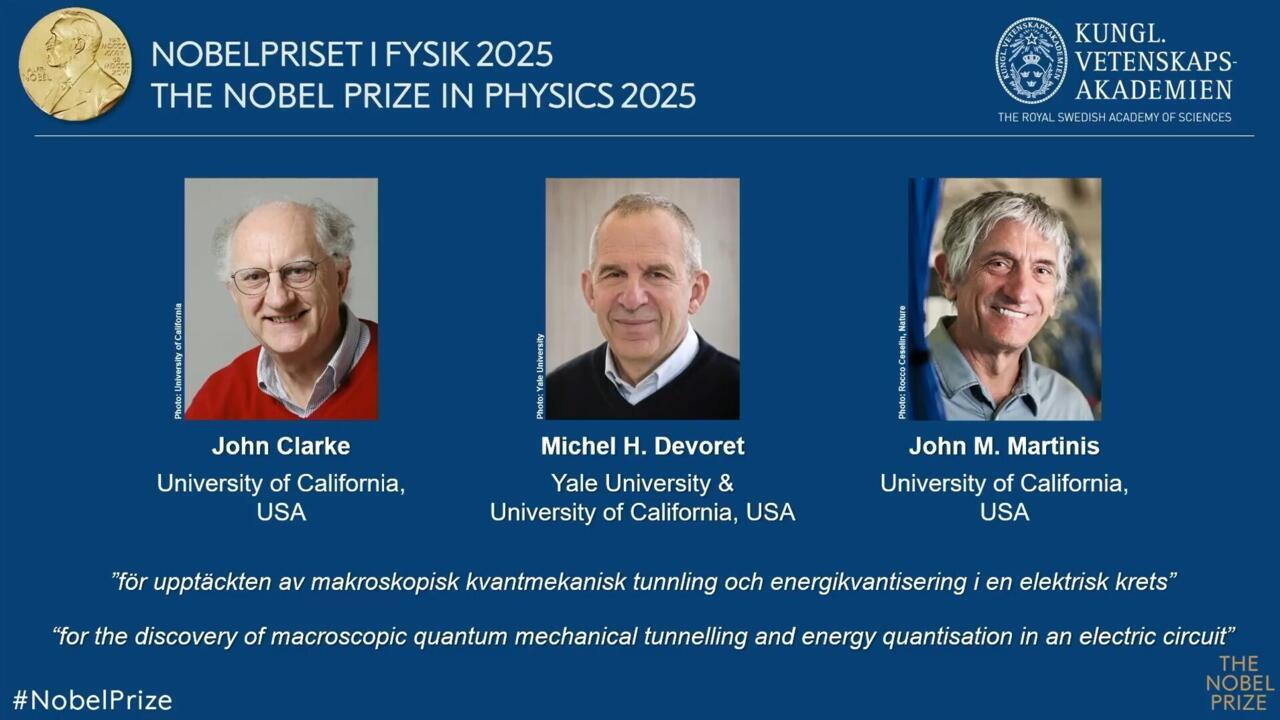 NOBELPRISET I FYSIK 2025
THE NOBEL PRIZE IN PHYSICS 2025
KUNGL.
VETENSKAPS-
AKADEMIEN
THE ROYAL SWEDISH ACADEMY OF SCIENCES
Photo: University of California
Photo: Yale University
Photo: Rocco Ceselin, Nature
John Clarke
University of California,
USA
Michel H. Devoret
Yale University &
University of California, USA
John M. Martinis
University of California,
USA
”för upptäckten av makroskopisk kvantmekanisk tunnling och energikvantisering i en elektrisk krets”
“for the discovery of macroscopic quantum mechanical tunnelling and energy quantisation in an electric circuit”
#NobelPrize
THE
NOBEL
PRIZE